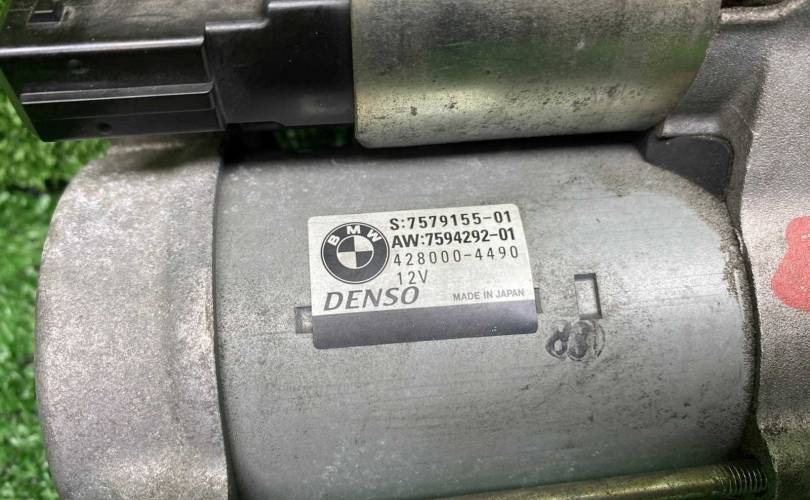 BMW
S:7579155-01
AW:7594292-01
428000-4490
12V
DENSO
MADE IN JAPAN